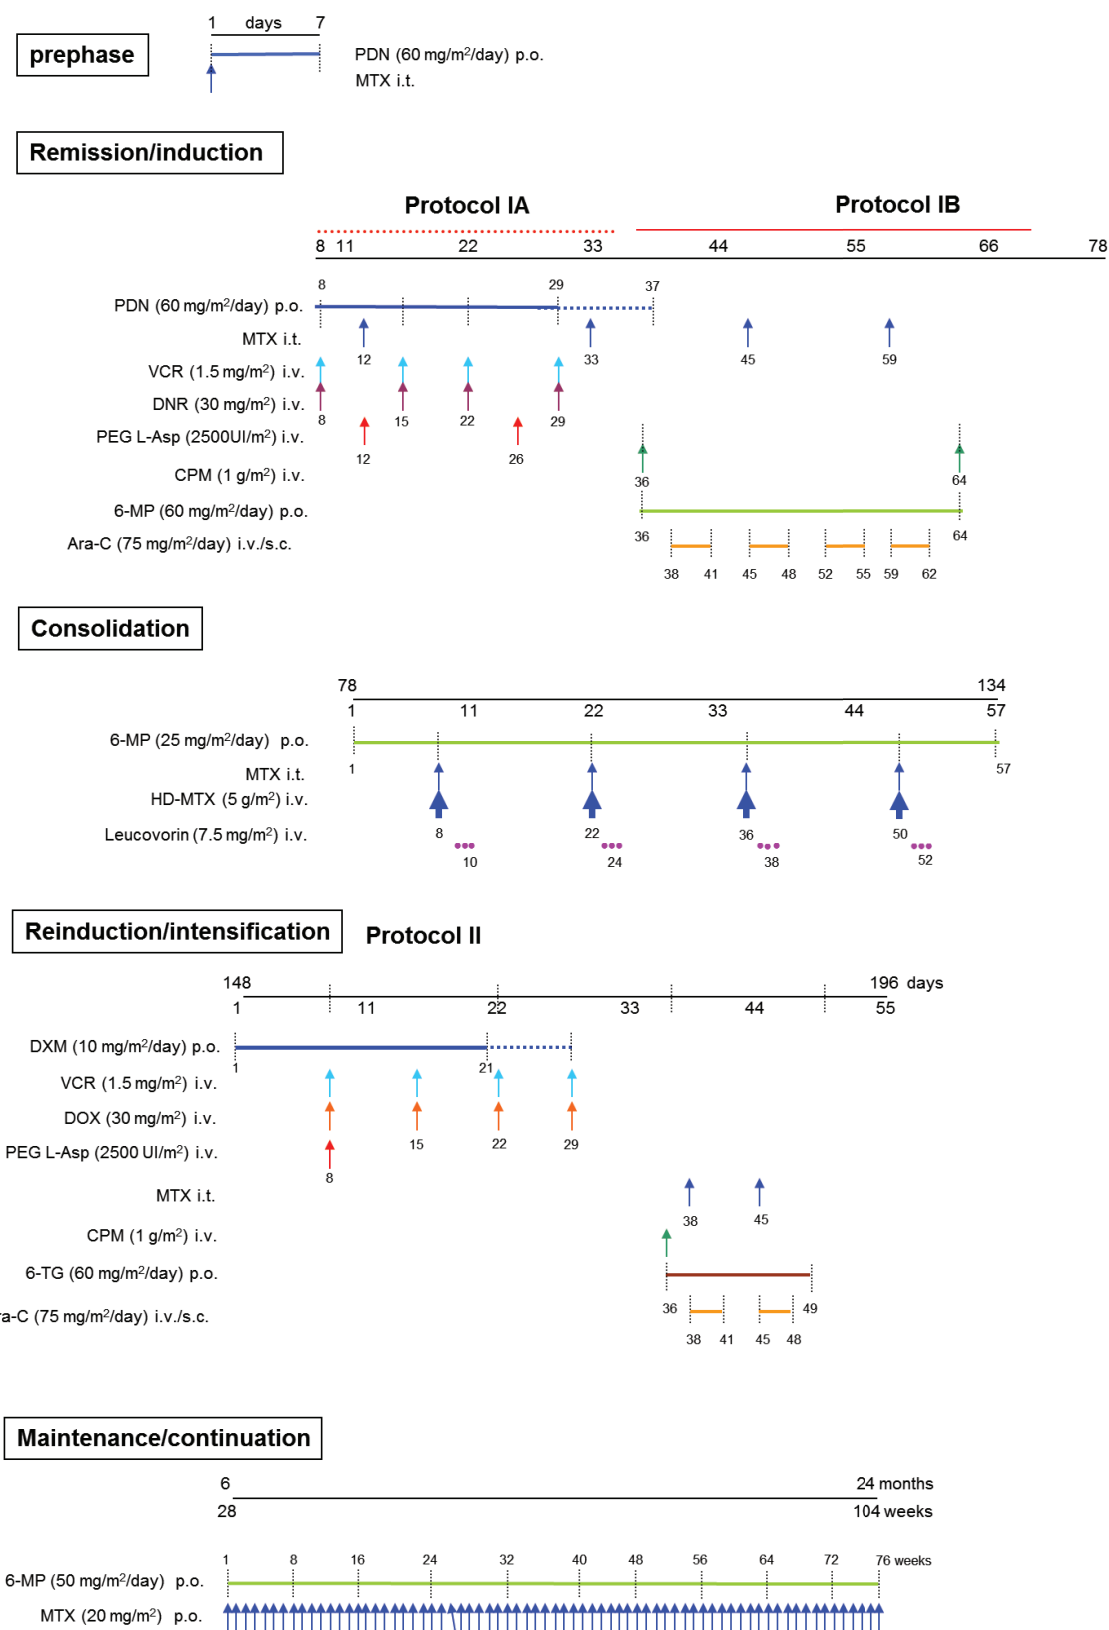 1 days 7
prephase
PDN (60 mg/m²/day) p.o.
MTX i.t.
Remission/induction
Protocol IA Protocol IB
8 11 22 33 44 55 66 78
8 29 37
PDN (60 mg/m²/day) p.o.
MTX i.t.
12 33 45 59
VCR (1.5 mg/m²) i.v.
DNR (30 mg/m²) i.v.
8 15 22 29
PEG L-Asp (2500UI/m²) i.v.
12 26
CPM (1 g/m²) i.v.
36 64
6-MP (60 mg/m²/day) p.o.
36 64
Ara-C (75 mg/m²/day) i.v./s.c.
38 41 45 48 52 55 59 62
Consolidation
78 134
1 11 22 33 44 57
6-MP (25 mg/m²/day) p.o.
1 57
MTX i.t.
HD-MTX (5 g/m²) i.v.
Leucovorin (7.5 mg/m²) i.v.
8 22 36 50
10 24 38 52
Reinduction/intensification Protocol II
148 196 days
1 11 22 33 44 55
DXM (10 mg/m²/day) p.o.
1 21
VCR (1.5 mg/m²) i.v.
DOX (30 mg/m²) i.v.
15 22 29
PEG L-Asp (2500 UI/m²) i.v.
8
MTX i.t.
38 45
CPM (1 g/m²) i.v.
6-TG (60 mg/m²/day) p.o.
36 49
ra-C (75 mg/m²/day) i.v./s.c.
38 41 45 48
Maintenance/continuation
6 24 months
28 104 weeks
1 8 16 24 32 40 48 56 64 72 76 weeks
6-MP (50 mg/m²/day) p.o.
MTX (20 mg/m²) p.o.